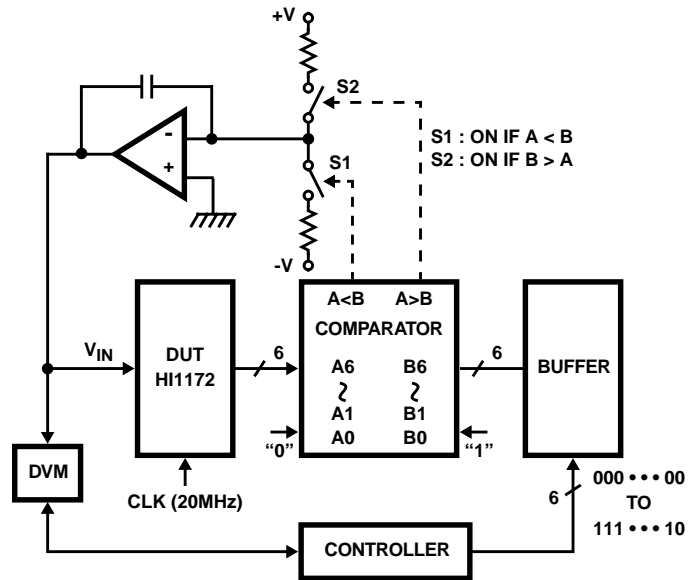 +V
S2
S1 : ON IF A < B
S2 : ON IF B > A
-
+
S1
-V
A<B A>B
COMPARATOR
VIN
DUT
HI1172
6
A6 B6
6
BUFFER
A1 B1
A0 B0
“0”
“1”
DVM
CLK (20MHz)
6
000 • • • 00
TO
111 • • • 10
CONTROLLER